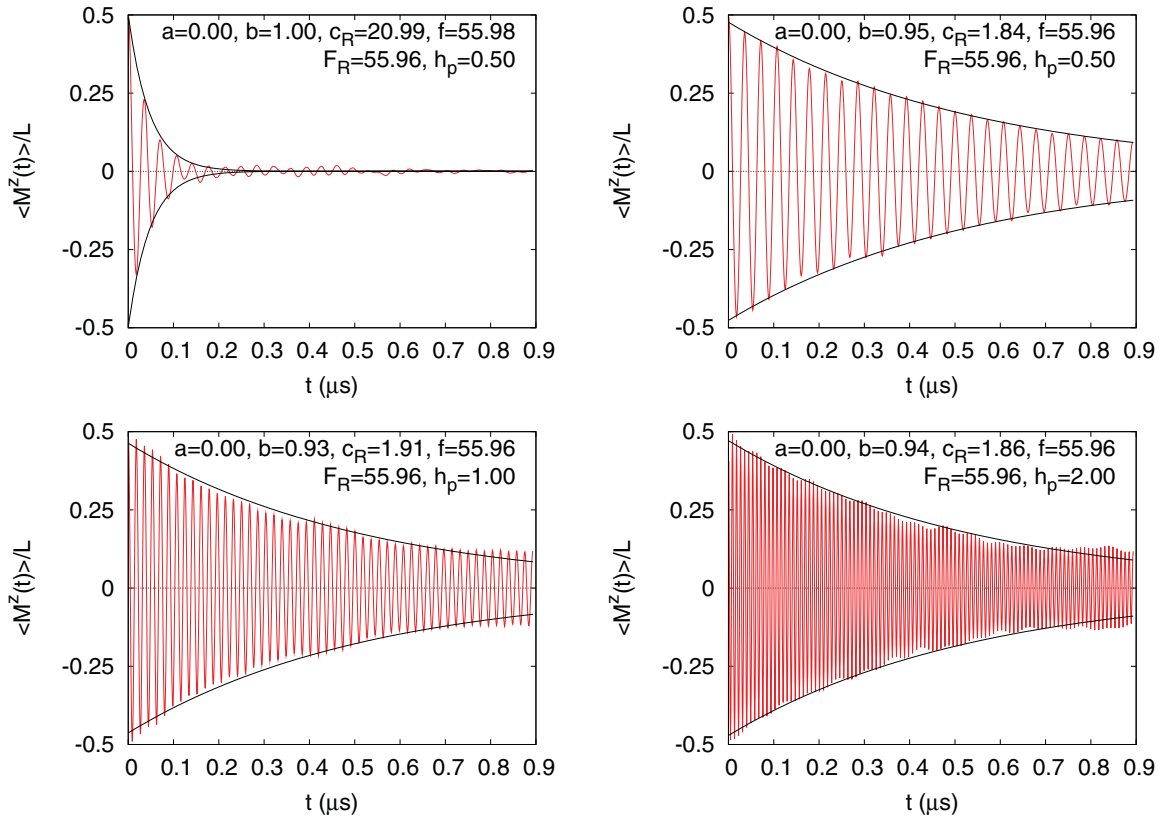 a=0.00, b=1.00, c_R=20.99, f=55.98
F_R=55.96, h_p=0.50
0.5
0.25
0
-0.25
-0.5
<M^z(t)>/L
0 0.1 0.2 0.3 0.4 0.5 0.6 0.7 0.8 0.9
t (μs)
a=0.00, b=0.95, c_R=1.84, f=55.96
F_R=55.96, h_p=0.50
0.5
0.25
0
-0.25
-0.5
<M^z(t)>/L
0 0.1 0.2 0.3 0.4 0.5 0.6 0.7 0.8 0.9
t (μs)
a=0.00, b=0.93, c_R=1.91, f=55.96
F_R=55.96, h_p=1.00
0.5
0.25
0
-0.25
-0.5
<M^z(t)>/L
0 0.1 0.2 0.3 0.4 0.5 0.6 0.7 0.8 0.9
t (μs)
a=0.00, b=0.94, c_R=1.86, f=55.96
F_R=55.96, h_p=2.00
0.5
0.25
0
-0.25
-0.5
<M^z(t)>/L
0 0.1 0.2 0.3 0.4 0.5 0.6 0.7 0.8 0.9
t (μs)